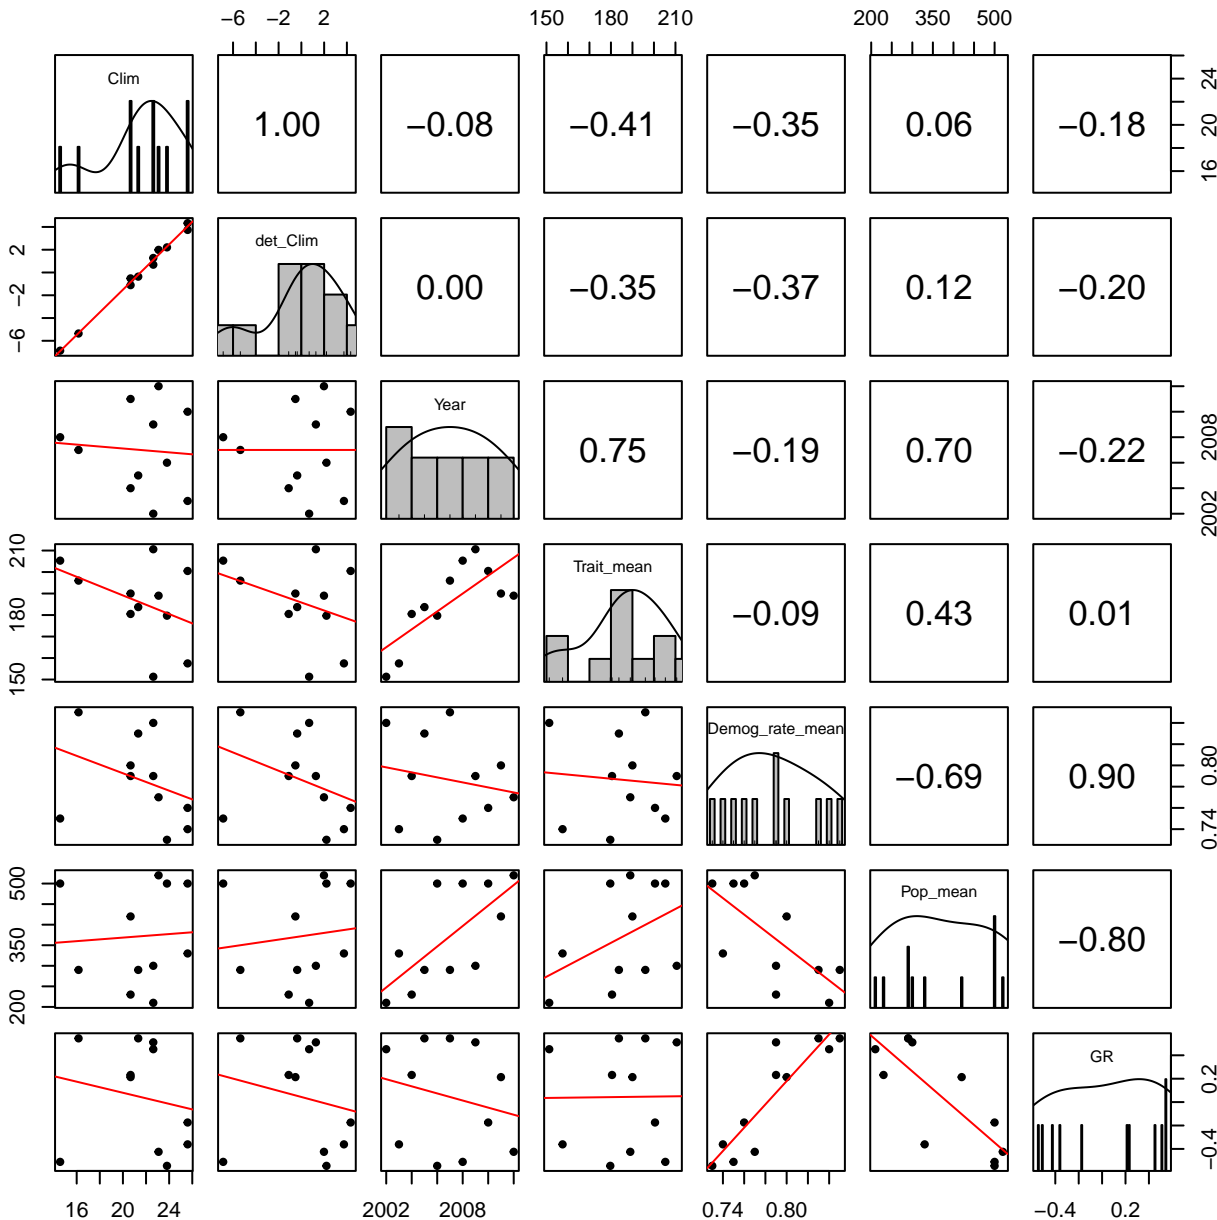 −6 −2 2 150 180 210 200 350 500
Clim 1.00 −0.08 −0.41 −0.35 0.06 −0.18 16 20 24
−6 −2 2 det_Clim 0.00 −0.35 −0.37 0.12 −0.20
Year 0.75 −0.19 0.70 −0.22 2002 2008
150 180 210 Trait_mean −0.09 0.43 0.01
Demog_rate_mean −0.69 0.90 0.74 0.80
200 350 500 Pop_mean −0.80
GR −0.4 0.2
16 20 24 2002 2008 0.74 0.80 −0.4 0.2